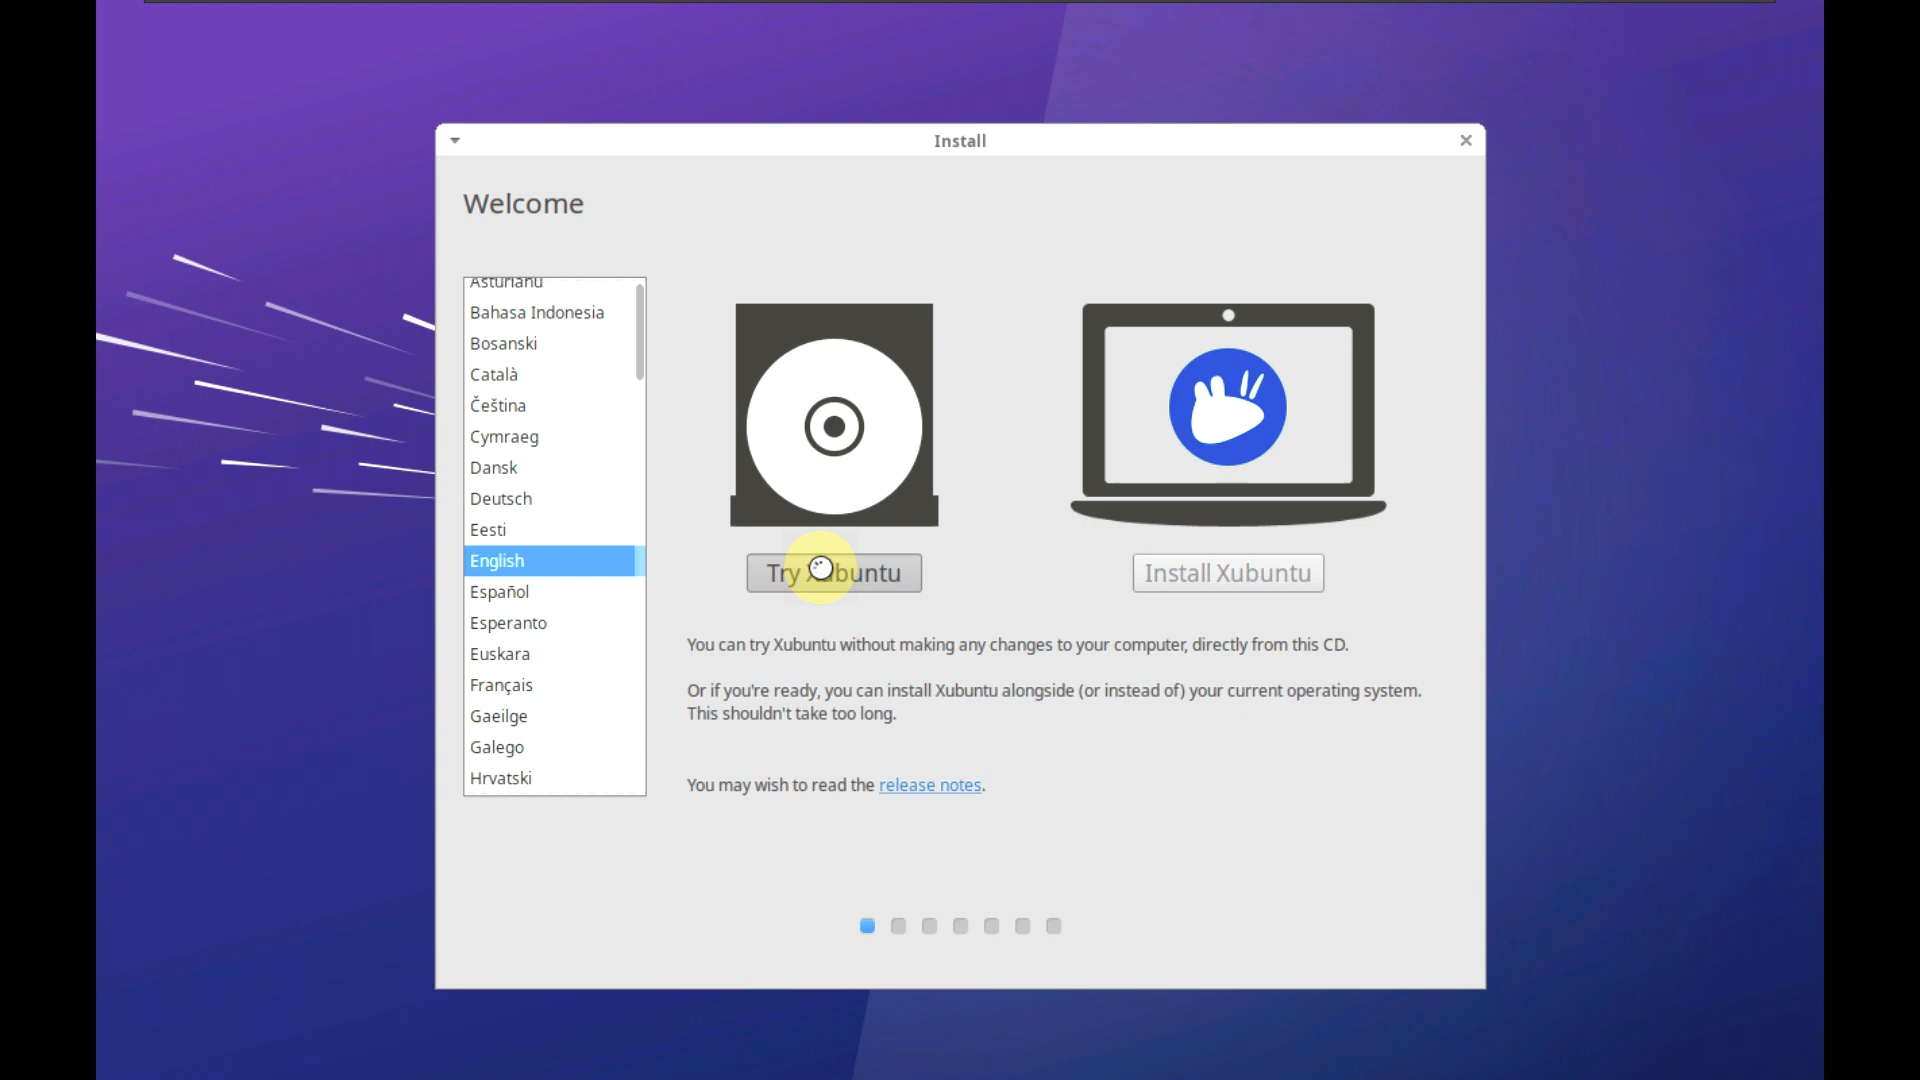 Install
Welcome
Asturianu
Bahasa Indonesia
Bosanski
Català
Čeština
Cymraeg
Dansk
Deutsch
Eesti
English
Español
Esperanto
Euskara
Français
Gaeilge
Galego
Hrvatski
Try Xubuntu
Install Xubuntu
You can try Xubuntu without making any changes to your computer, directly from this CD.
Or if you're ready, you can install Xubuntu alongside (or instead of) your current operating system.
This shouldn't take too long.
You may wish to read the release notes.